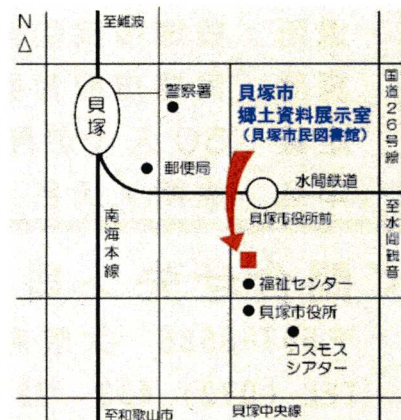 N
至難波
警察署
貝塚
貝塚市
郷土資料展示室
(貝塚市民図書館)
国道26号線
郵便局
水間鉄道
貝塚市役所前
南海本線
至水間観音
福祉センター
貝塚市役所
コスモス
シアター
至和歌山市
貝塚中央線